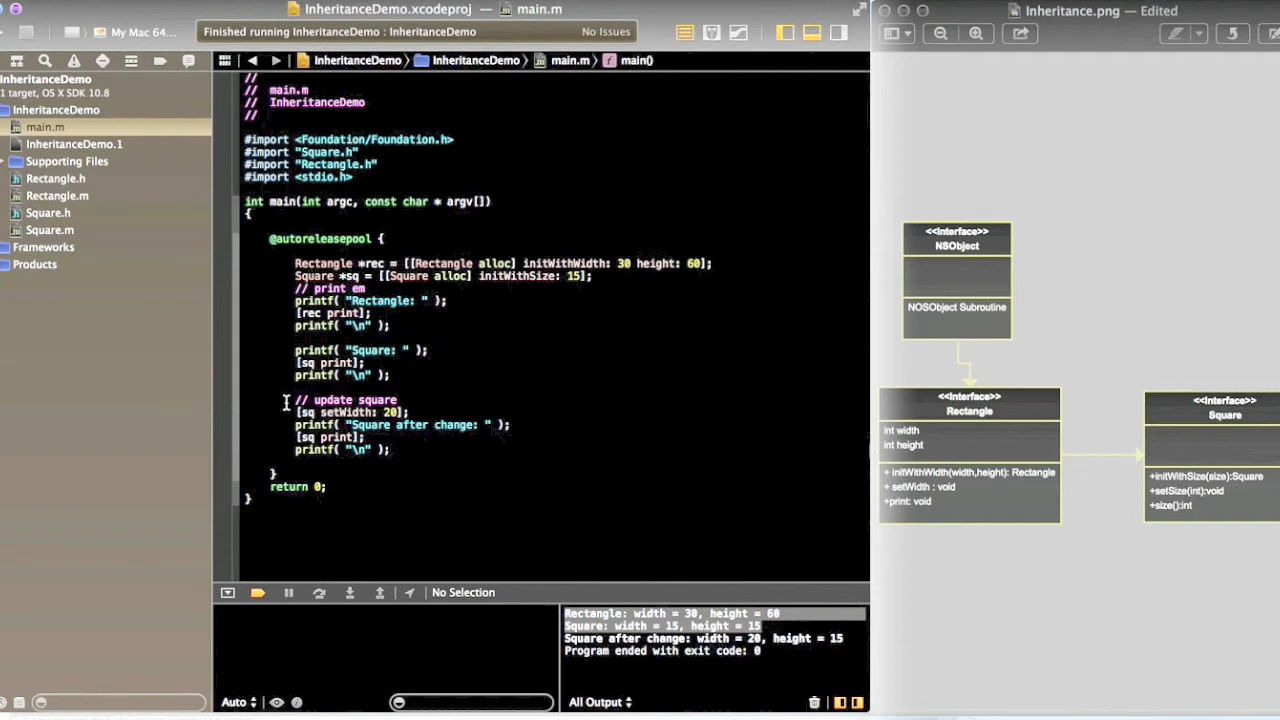 InheritanceDemo.xcodeproj — main.m
Inheritance.png — Edited
My Mac 64...
Finished running InheritanceDemo : InheritanceDemo
No Issues
InheritanceDemo
InheritanceDemo
main.m
main()
InheritanceDemo
1 target, OS X SDK 10.8
InheritanceDemo
main.m
InheritanceDemo.1
Supporting Files
Rectangle.h
Rectangle.m
Square.h
Square.m
Frameworks
Products
//
// main.m
// InheritanceDemo
//
#import <Foundation/Foundation.h>
#import "Square.h"
#import "Rectangle.h"
#import <stdio.h>
int main(int argc, const char * argv[])
{
@autoreleasepool {
Rectangle *rec = [[Rectangle alloc] initWithWidth: 30 height: 60];
Square *sq = [[Square alloc] initWithSize: 15];
// print em
printf( "Rectangle: " );
[rec print];
printf( "\n" );
printf( "Square: " );
[sq print];
printf( "\n" );
// update square
[sq setWidth: 20];
printf( "Square after change: " );
[sq print];
printf( "\n" );
}
return 0;
}
No Selection
Rectangle: width = 30, height = 60
Square: width = 15, height = 15
Square after change: width = 20, height = 15
Program ended with exit code: 0
Auto
All Output
<<Interface>>
NSObject
NOSObject Subroutine
<<Interface>>
Rectangle
int width
int height
+ initWithWith(width,height): Rectangle
+ setWidth : void
+print: void
<<Interface>>
Square
+initWithSize(size):Square
+setSize(int):void
+size():int